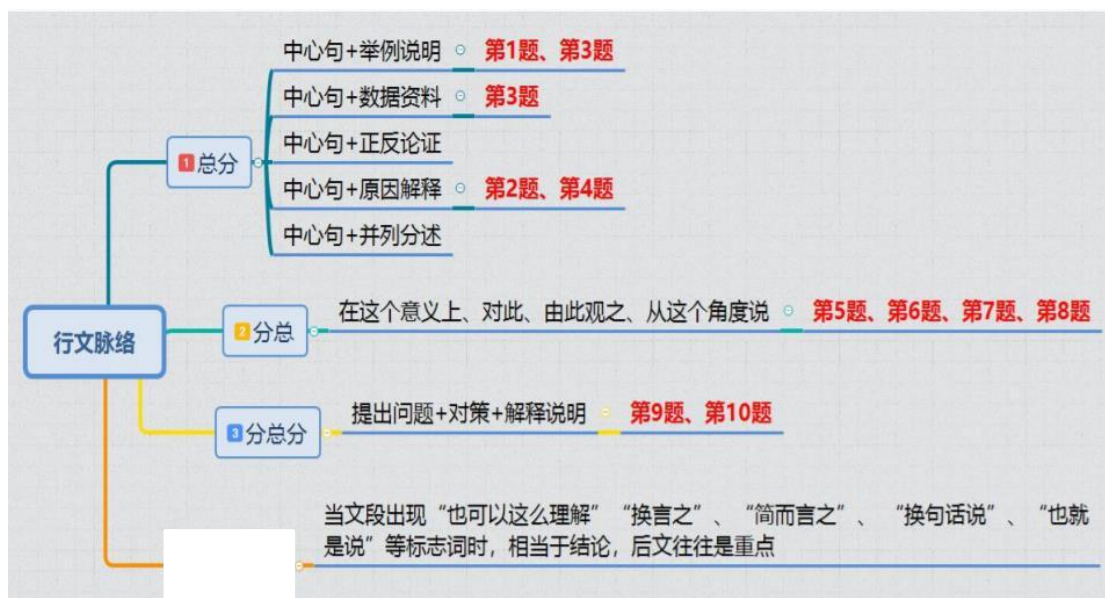 中心句+举例说明 第1题、第3题
中心句+数据资料 第3题
1 总分
中心句+正反论证
中心句+原因解释 第2题、第4题
中心句+并列分述
行文脉络
2 分总
在这个意义上、对此、由此观之、从这个角度说 第5题、第6题、第7题、第8题
3 分总分
提出问题+对策+解释说明 第9题、第10题
当文段出现“也可以这么理解”“换言之”、“简而言之”、“换句话说”、“也就
是说”等标志词时，相当于结论，后文往往是重点